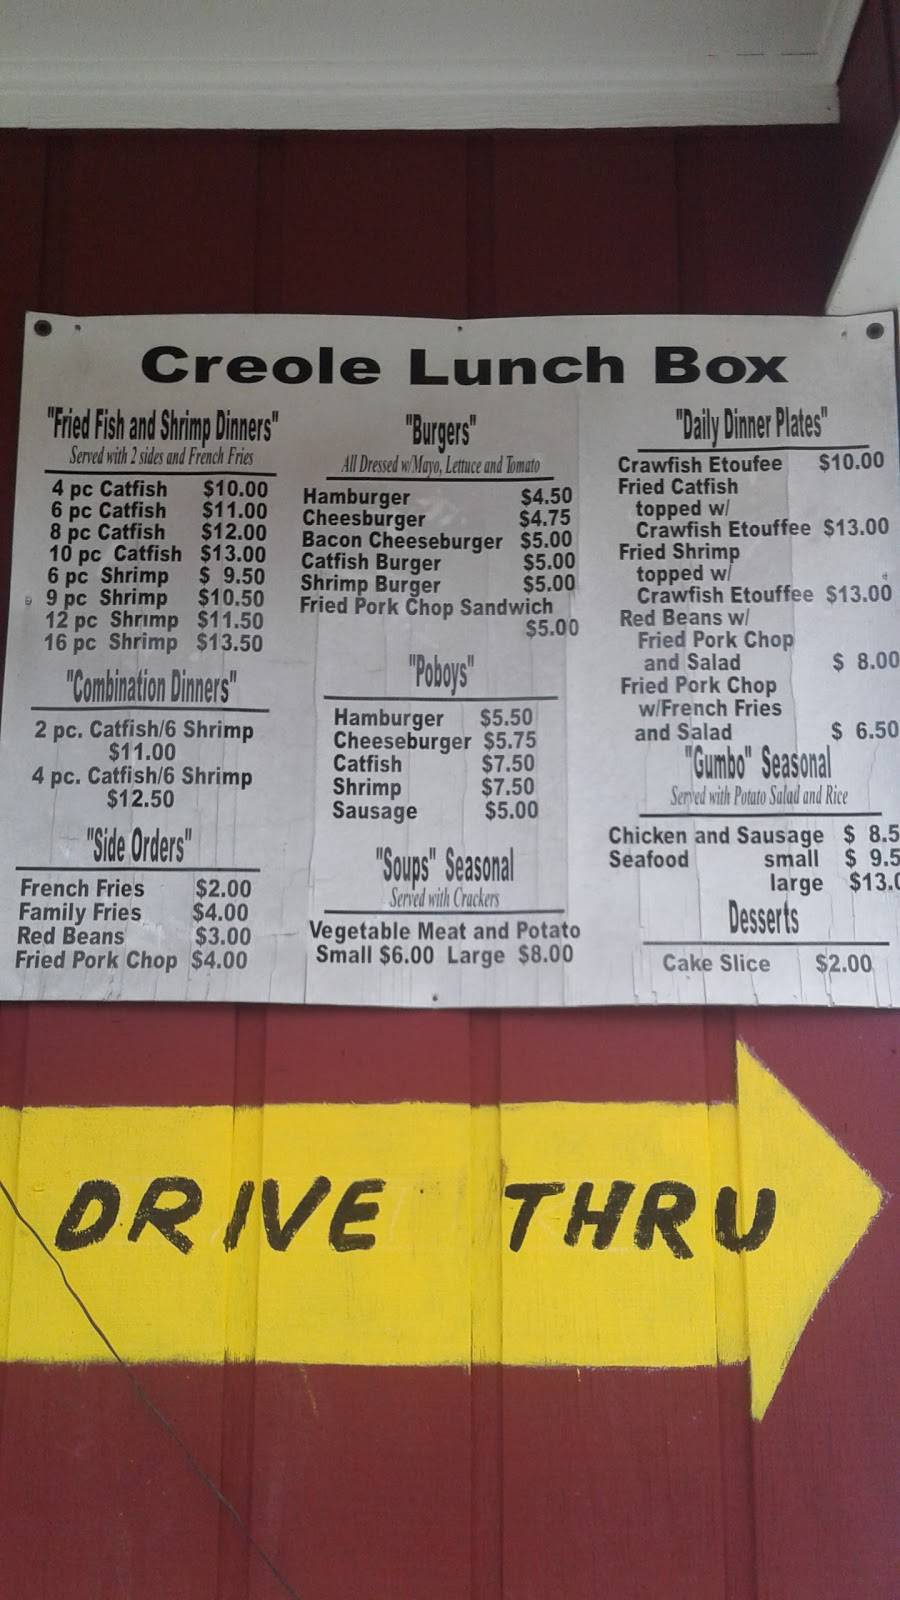 Creole Lunch Box
"Fried Fish and Shrimp Dinners"
Served with 2 sides and French Fries
4 pc Catfish $10.00
6 pc Catfish $11.00
8 pc Catfish $12.00
10 pc Catfish $13.00
6 pc Shrimp $ 9.50
9 pc Shrimp $10.50
12 pc Shrimp $11.50
16 pc Shrimp $13.50
"Combination Dinners"
2 pc. Catfish/6 Shrimp
$11.00
4 pc. Catfish/6 Shrimp
$12.50
"Side Orders"
French Fries $2.00
Family Fries $4.00
Red Beans $3.00
Fried Pork Chop $4.00
"Burgers"
All Dressed w/Mayo, Lettuce and Tomato
Hamburger $4.50
Cheesburger $4.75
Bacon Cheeseburger $5.00
Catfish Burger $5.00
Shrimp Burger $5.00
Fried Pork Chop Sandwich
$5.00
"Poboys"
Hamburger $5.50
Cheeseburger $5.75
Catfish $7.50
Shrimp $7.50
Sausage $5.00
"Soups" Seasonal
Served with Crackers
Vegetable Meat and Potato
Small $6.00 Large $8.00
"Daily Dinner Plates"
Crawfish Etoufee $10.00
Fried Catfish
topped w/
Crawfish Etouffee $13.00
Fried Shrimp
topped w/
Crawfish Etouffee $13.00
Red Beans w/
Fried Pork Chop
and Salad $ 8.00
Fried Pork Chop
w/French Fries
and Salad $ 6.50
"Gumbo" Seasonal
Served with Potato Salad and Rice
Chicken and Sausage $ 8.5
Seafood small $ 9.5
large $13.0
Desserts
Cake Slice $2.00
DRIVE THRU